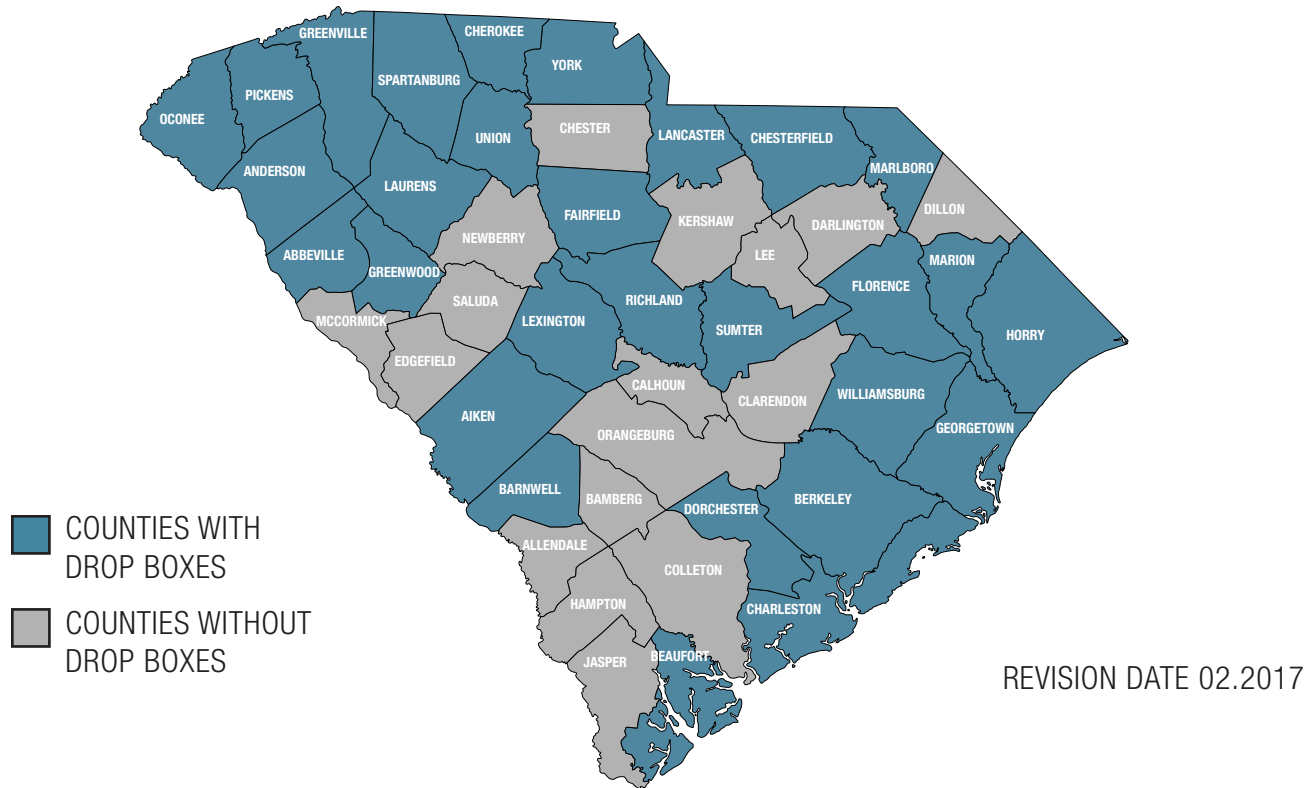 GREENVILLE
CHEROKEE
YORK
SPARTANBURG
PICKENS
OCONEE
CHESTER
LANCASTER
CHESTERFIELD
UNION
ANDERSON
MARLBORO
LAURENS
DILLON
FAIRFIELD
KERSHAW
DARLINGTON
NEWBERRY
ABBEVILLE
LEE
MARION
GREENWOOD
FLORENCE
SALUDA
RICHLAND
MCCORMICK
LEXINGTON
SUMTER
HORRY
EDGEFIELD
CALHOUN
CLARENDON
WILLIAMSBURG
AIKEN
GEORGETOWN
ORANGEBURG
BARNWELL
BAMBERG
BERKELEY
DORCHESTER
ALLENDALE
COLLETON
HAMPTON
CHARLESTON
BEAUFORT
JASPER
COUNTIES WITH
DROP BOXES
COUNTIES WITHOUT
DROP BOXES
REVISION DATE 02.2017